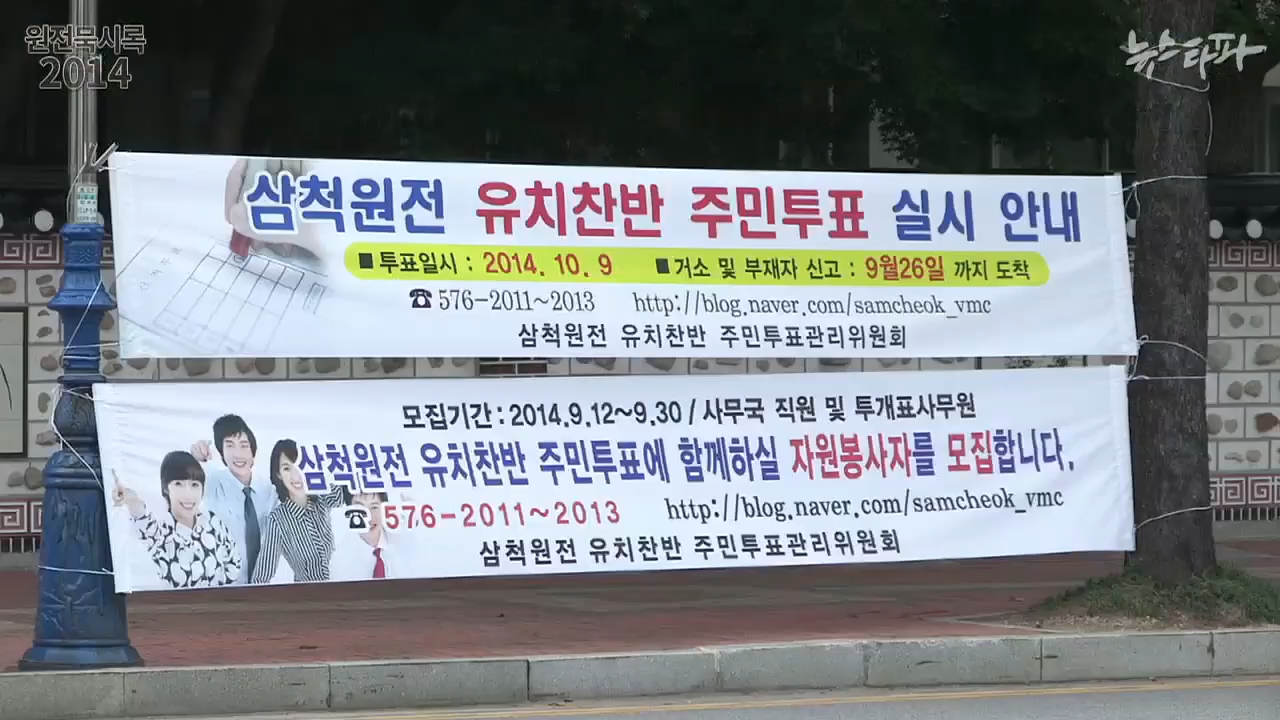 원전묵시록
2014
뉴스타파
삼척원전 유치찬반 주민투표 실시 안내
■ 투표일시 : 2014. 10. 9 ■ 거소 및 부재자 신고 : 9월26일 까지 도착
☎ 576-2011~2013 http://blog.naver.com/samcheok_vmc
삼척원전 유치찬반 주민투표관리위원회
모집기간 : 2014.9.12~9.30 / 사무국 직원 및 투개표사무원
삼척원전 유치찬반 주민투표에 함께하실 자원봉사자를 모집합니다.
☎ 576-2011~2013 http://blog.naver.com/samcheok_vmc
삼척원전 유치찬반 주민투표관리위원회